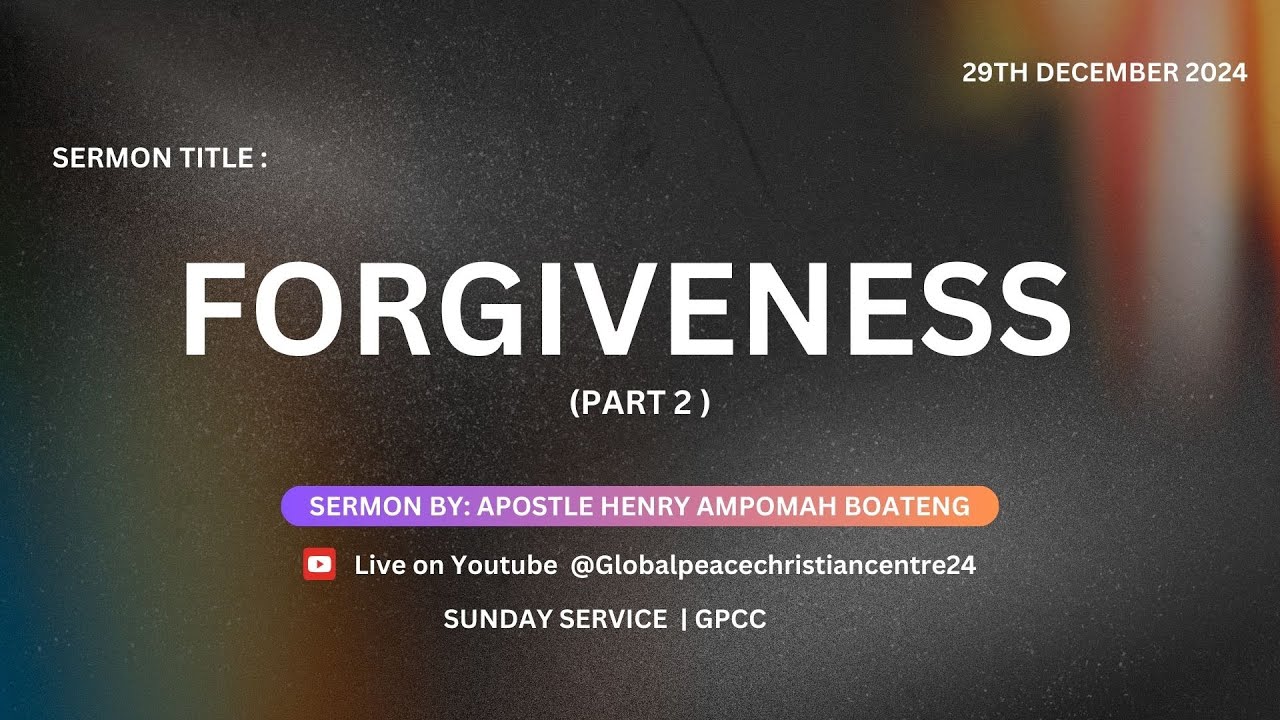 29TH DECEMBER 2024
SERMON TITLE :
FORGIVENESS
(PART 2 )
SERMON BY: APOSTLE HENRY AMPOMAH BOATENG
Live on Youtube @Globalpeacechristiancentre24
SUNDAY SERVICE | GPCC